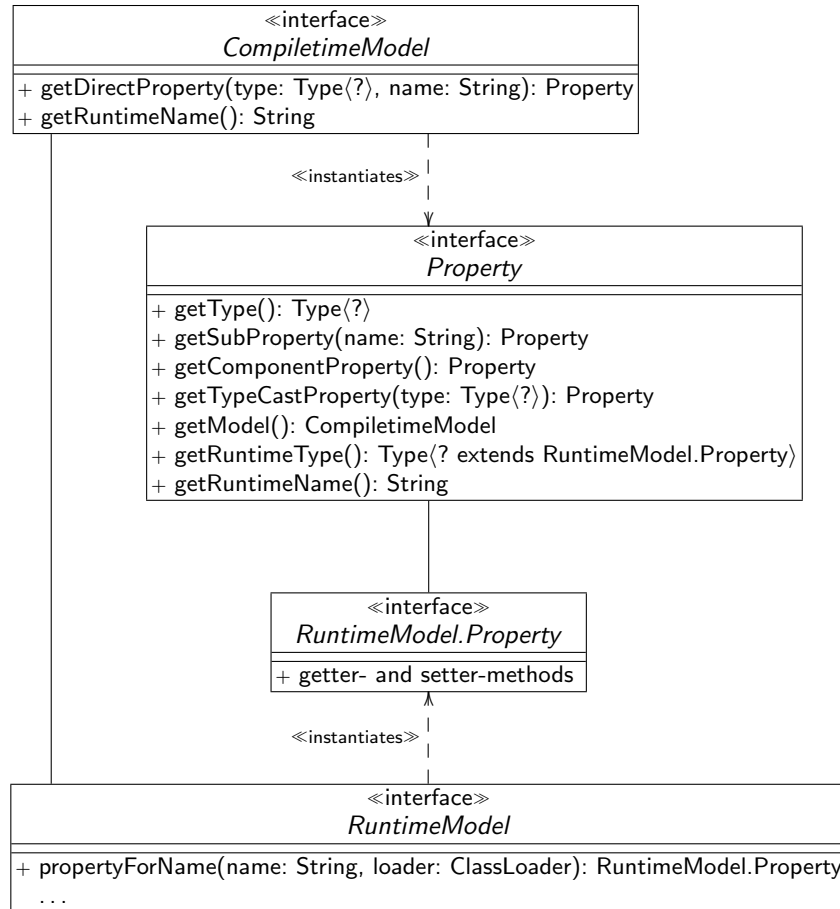 ≪interface≫
CompiletimeModel
+ getDirectProperty(type: Type⟨?⟩, name: String): Property
+ getRuntimeName(): String
≪instantiates≫
≪interface≫
Property
+ getType(): Type⟨?⟩
+ getSubProperty(name: String): Property
+ getComponentProperty(): Property
+ getTypeCastProperty(type: Type⟨?⟩): Property
+ getModel(): CompiletimeModel
+ getRuntimeType(): Type⟨? extends RuntimeModel.Property⟩
+ getRuntimeName(): String
≪interface≫
RuntimeModel.Property
+ getter- and setter-methods
≪instantiates≫
≪interface≫
RuntimeModel
+ propertyForName(name: String, loader: ClassLoader): RuntimeModel.Property
...